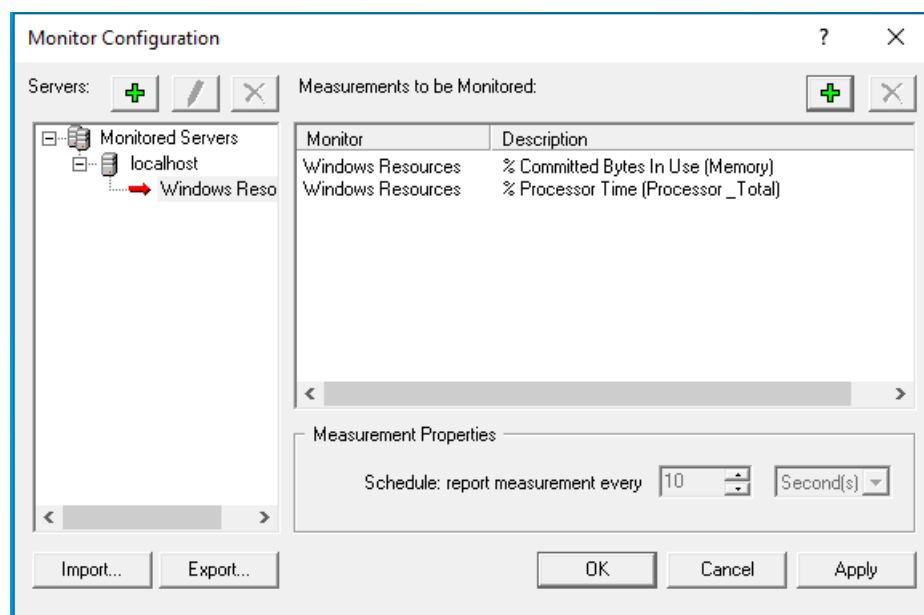 Monitor Configuration
?
Servers:
Measurements to be Monitored:
Monitored Servers
localhost
Windows Reso
Monitor Description
Windows Resources % Committed Bytes In Use (Memory)
Windows Resources % Processor Time (Processor _Total)
Measurement Properties
Schedule: report measurement every 10 Second(s)
Import... Export... OK Cancel Apply